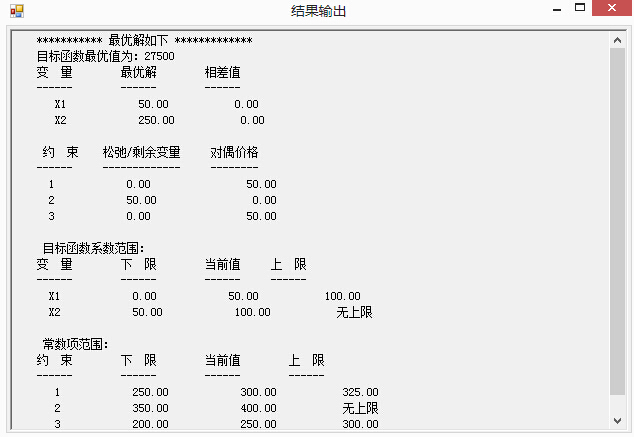 结果输出
*********** 最优解如下 *************
目标函数最优值为：27500
变 量 最优解 相差值
------ ------ ------
X1 50.00 0.00
X2 250.00 0.00
约 束 松弛/剩余变量 对偶价格
------ ------------- --------
1 0.00 50.00
2 50.00 0.00
3 0.00 50.00
目标函数系数范围：
变 量 下 限 当前值 上 限
------ ------ ------ ------
X1 0.00 50.00 100.00
X2 50.00 100.00 无上限
常数项范围：
约 束 下 限 当前值 上 限
------ ------ ------ ------
1 250.00 300.00 325.00
2 350.00 400.00 无上限
3 200.00 250.00 300.00